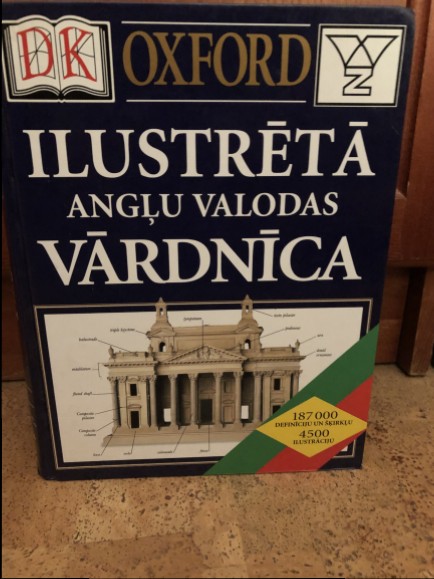 DK
OXFORD
ILUSTRĒTĀ
ANGĻU VALODAS
VĀRDNĪCA
187 000
DEFINĪCIJU UN ŠĶIRKĻU
4500
ILUSTRĀCIJU